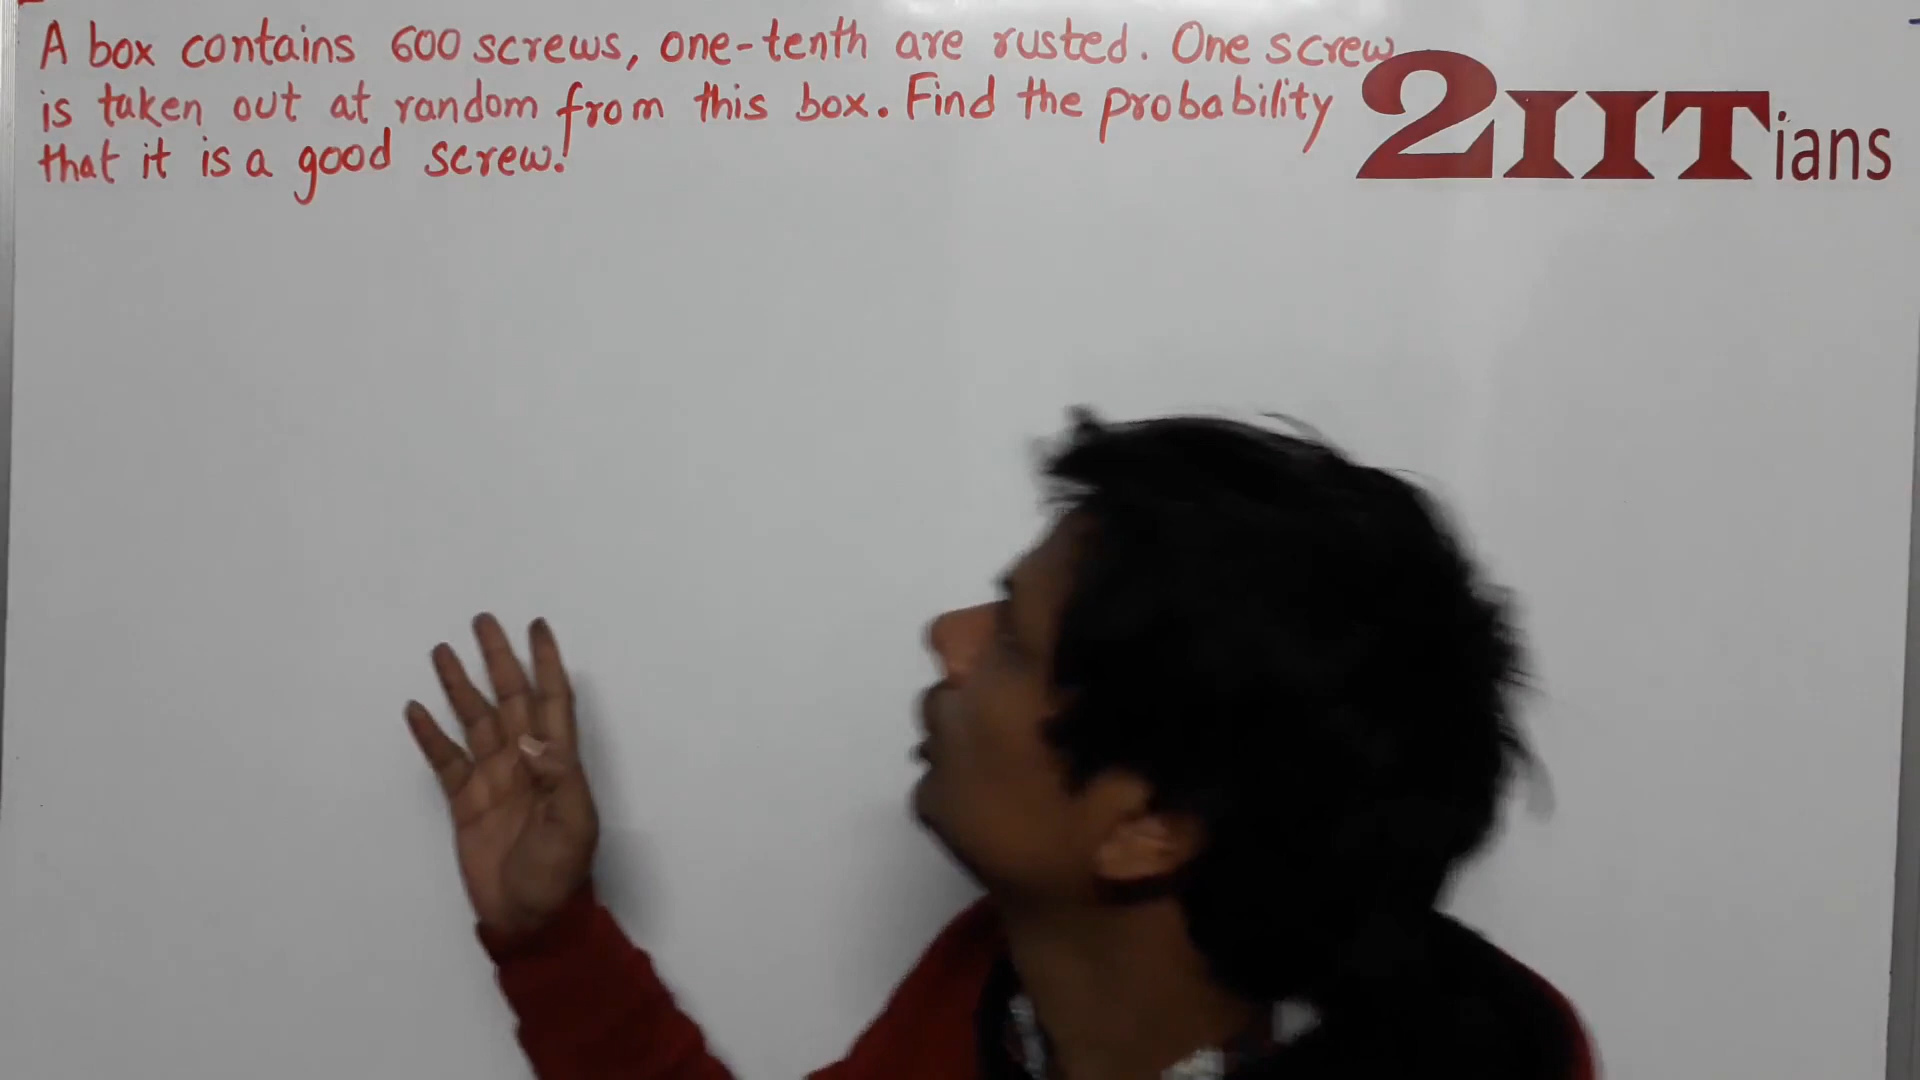 A box contains 600 screws, one-tenth are rusted. One screw
is taken out at random from this box. Find the probability
that it is a good screw.
2IITians